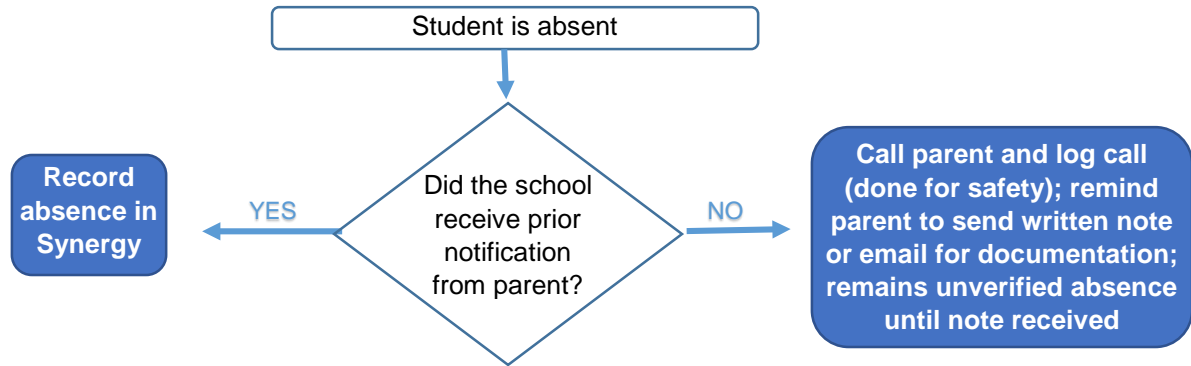 Student is absent
Did the school
receive prior
notification
from parent?
YES
Record
absence in
Synergy
NO
Call parent and log call
(done for safety); remind
parent to send written note
or email for documentation;
remains unverified absence
until note received